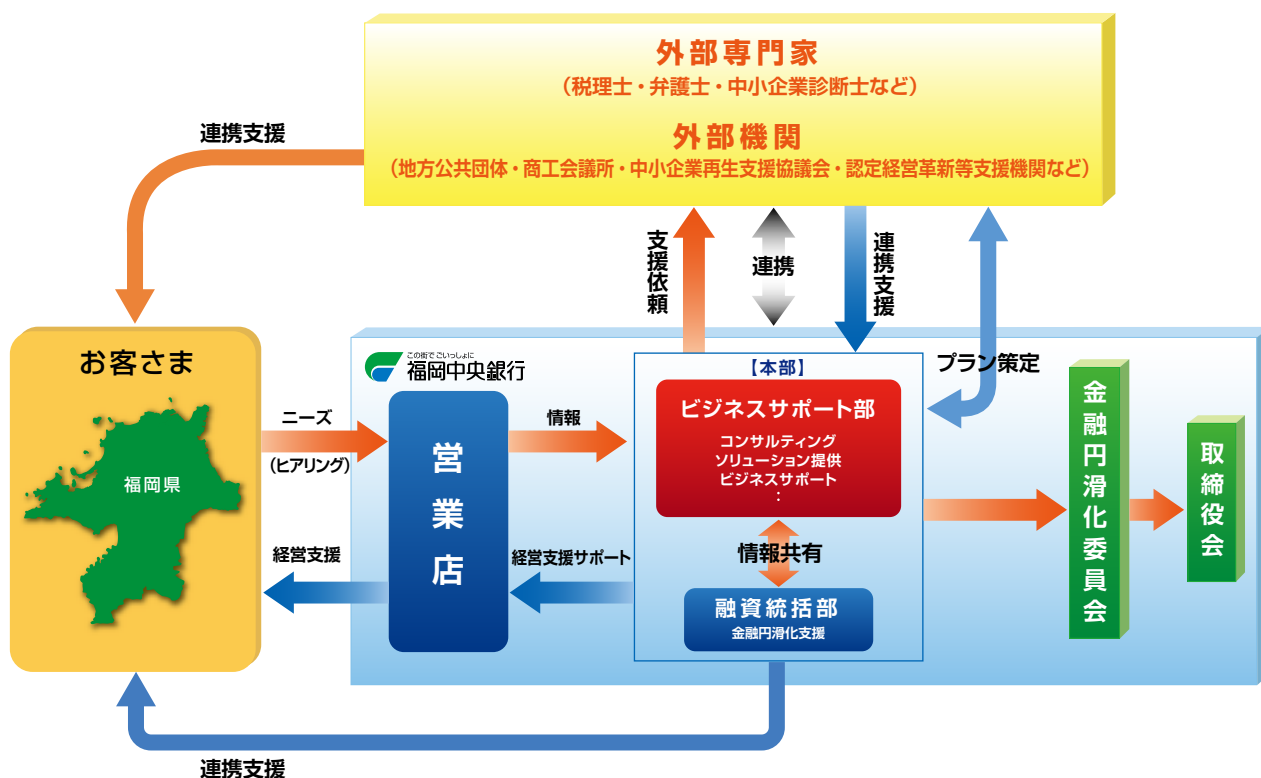 外部専門家
(税理士・弁護士・中小企業診断士など)
外部機関
(地方公共団体・商工会議所・中小企業再生支援協議会・認定経営革新等支援機関など)
連携支援
支援依頼
連携
連携支援
プラン策定
お客さま
福岡県
ニーズ
(ヒアリング)
経営支援
この街で ごいっしょに
福岡中央銀行
営業店
情報
経営支援サポート
【本部】
ビジネスサポート部
コンサルティング
ソリューション提供
ビジネスサポート
:
情報共有
融資統括部
金融円滑化支援
金融円滑化委員会
取締役会
連携支援